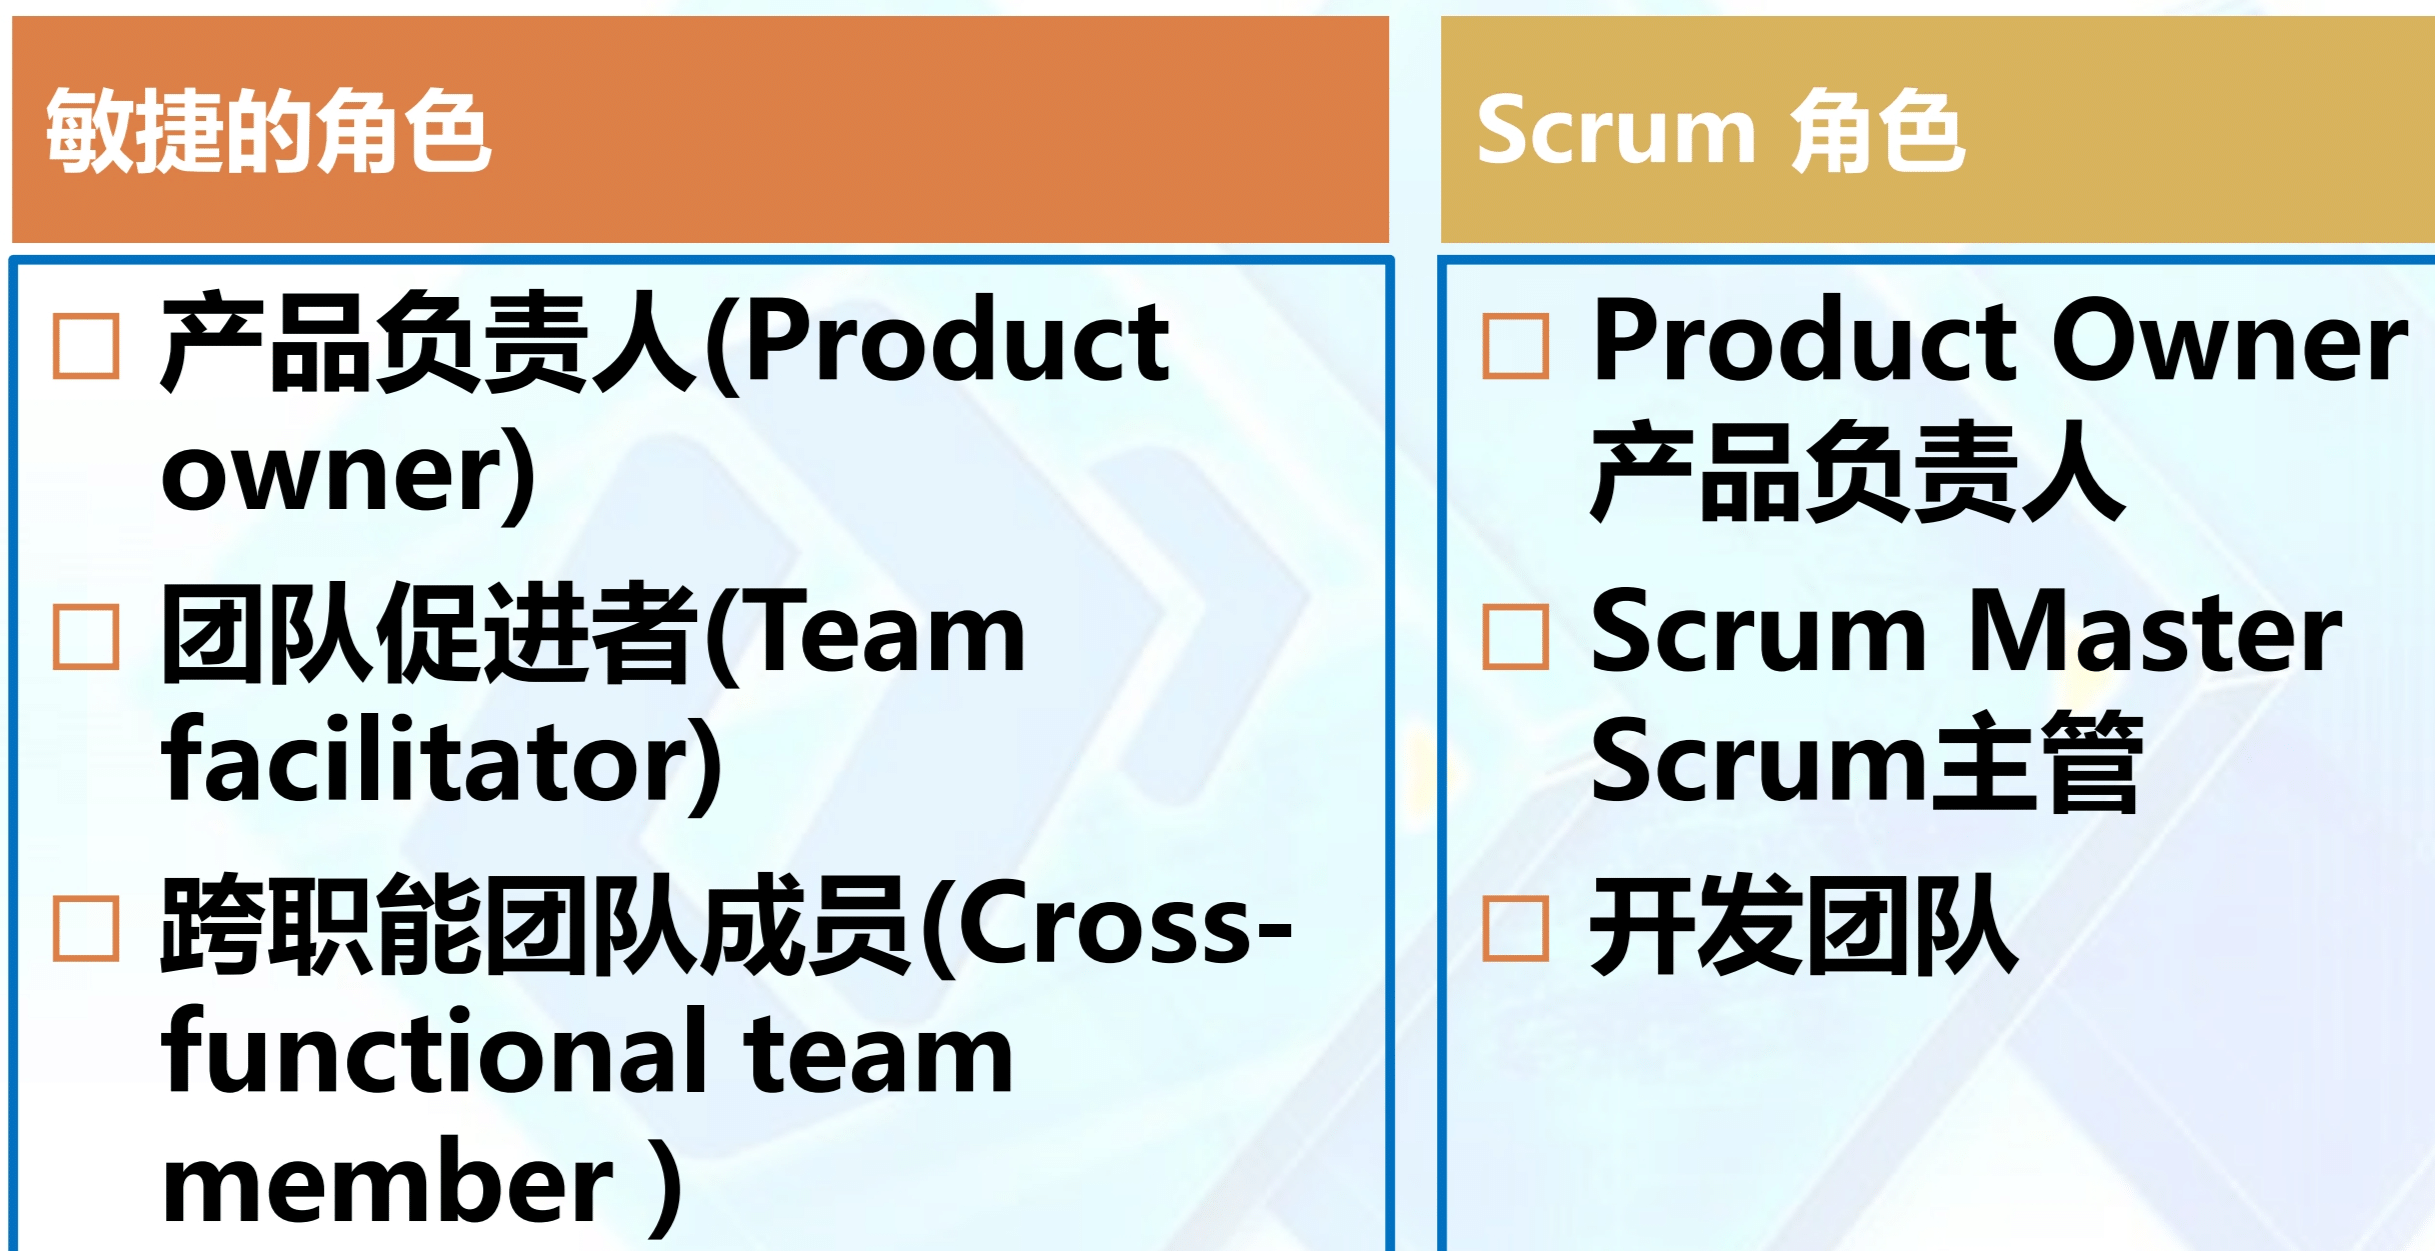 敏捷的角色
产品负责人(Product
owner)
团队促进者(Team
facilitator)
跨职能团队成员(Cross-
functional team
member )
Scrum 角色
Product Owner
产品负责人
Scrum Master
Scrum主管
开发团队